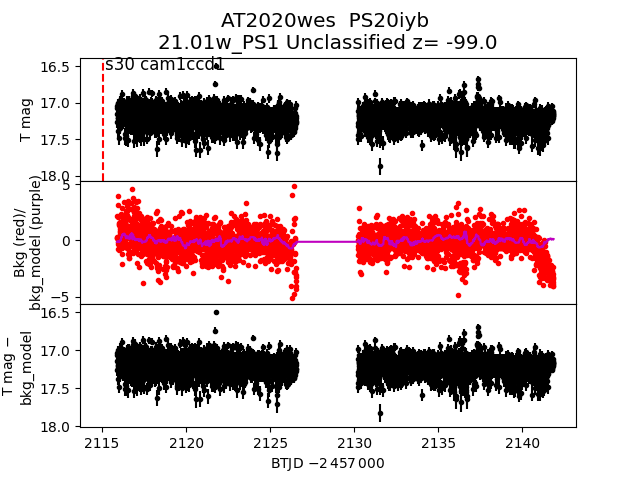 AT2020wes PS20iyb
21.01w_PS1 Unclassified z= -99.0
s30 cam1ccd1
16.5
17.0
17.5
18.0
T mag
5
0
−5
Bkg (red)/
bkg_model (purple)
16.5
17.0
17.5
18.0
T mag −
bkg_model
2115
2120
2125
2130
2135
2140
BTJD −2 457 000